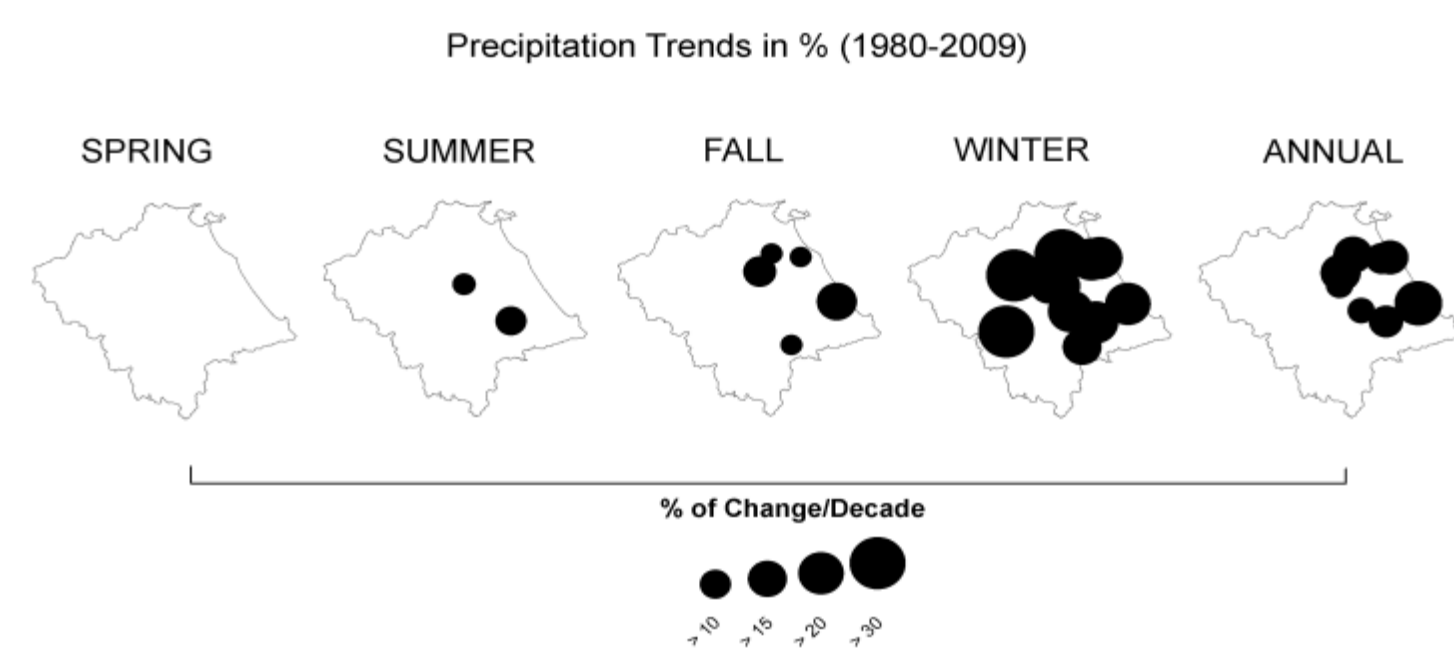 Precipitation Trends in % (1980-2009)
SPRING SUMMER FALL WINTER ANNUAL
% of Change/Decade
> 10 > 15 > 20 > 30